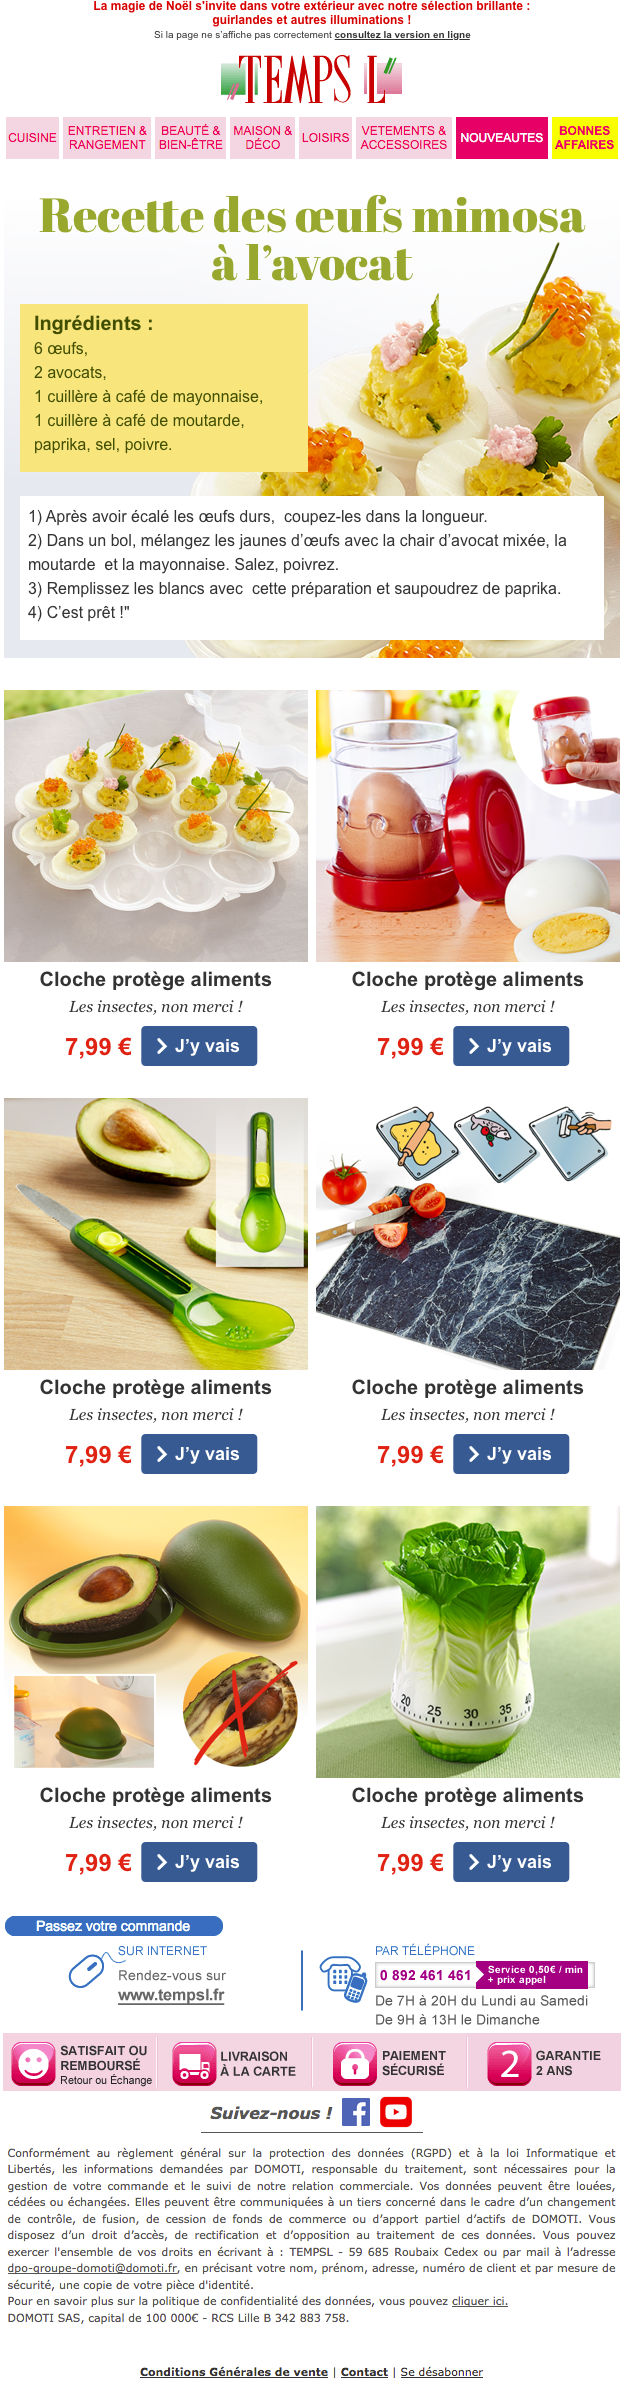 La magie de Noël s'invite dans votre extérieur avec notre sélection brillante :
guirlandes et autres illuminations !
Si la page ne s'affiche pas correctement consultez la version en ligne
TEMPS L
CUISINE
ENTRETIEN &
RANGEMENT
BEAUTÉ &
BIEN-ÊTRE
MAISON &
DÉCO
LOISIRS
VETEMENTS &
ACCESSOIRES
NOUVEAUTES
BONNES
AFFAIRES
Recette des œufs mimosa
à l'avocat
Ingrédients :
6 œufs,
2 avocats,
1 cuillère à café de mayonnaise,
1 cuillère à café de moutarde,
paprika, sel, poivre.
1) Après avoir écalé les œufs durs, coupez-les dans la longueur.
2) Dans un bol, mélangez les jaunes d'œufs avec la chair d'avocat mixée, la
moutarde et la mayonnaise. Salez, poivrez.
3) Remplissez les blancs avec cette préparation et saupoudrez de paprika.
4) C'est prêt !"
Cloche protège aliments
Les insectes, non merci !
7,99 € J'y vais
Cloche protège aliments
Les insectes, non merci !
7,99 € J'y vais
Cloche protège aliments
Les insectes, non merci !
7,99 € J'y vais
Cloche protège aliments
Les insectes, non merci !
7,99 € J'y vais
20 25 30 35 40
Cloche protège aliments
Les insectes, non merci !
7,99 € J'y vais
Cloche protège aliments
Les insectes, non merci !
7,99 € J'y vais
Passez votre commande
SUR INTERNET
Rendez-vous sur
www.tempsl.fr
PAR TÉLÉPHONE
0 892 461 461
Service 0,50€ / min
+ prix appel
De 7H à 20H du Lundi au Samedi
De 9H à 13H le Dimanche
SATISFAIT OU
REMBOURSÉ
Retour ou Échange
LIVRAISON
À LA CARTE
PAIEMENT
SÉCURISÉ
2
GARANTIE
2 ANS
Suivez-nous !
Conformément au règlement général sur la protection des données (RGPD) et à la loi Informatique et
Libertés, les informations demandées par DOMOTI, responsable du traitement, sont nécessaires pour la
gestion de votre commande et le suivi de notre relation commerciale. Vos données peuvent être louées,
cédées ou échangées. Elles peuvent être communiquées à un tiers concerné dans le cadre d'un changement
de contrôle, de fusion, de cession de fonds de commerce ou d'apport partiel d'actifs de DOMOTI. Vous
disposez d'un droit d'accès, de rectification et d'opposition au traitement de ces données. Vous pouvez
exercer l'ensemble de vos droits en écrivant à : TEMPSL - 59 685 Roubaix Cedex ou par mail à l'adresse
dpo-groupe-domoti@domoti.fr, en précisant votre nom, prénom, adresse, numéro de client et par mesure de
sécurité, une copie de votre pièce d'identité.
Pour en savoir plus sur la politique de confidentialité des données, vous pouvez cliquer ici.
DOMOTI SAS, capital de 100 000€ - RCS Lille B 342 883 758.
Conditions Générales de vente | Contact | Se désabonner